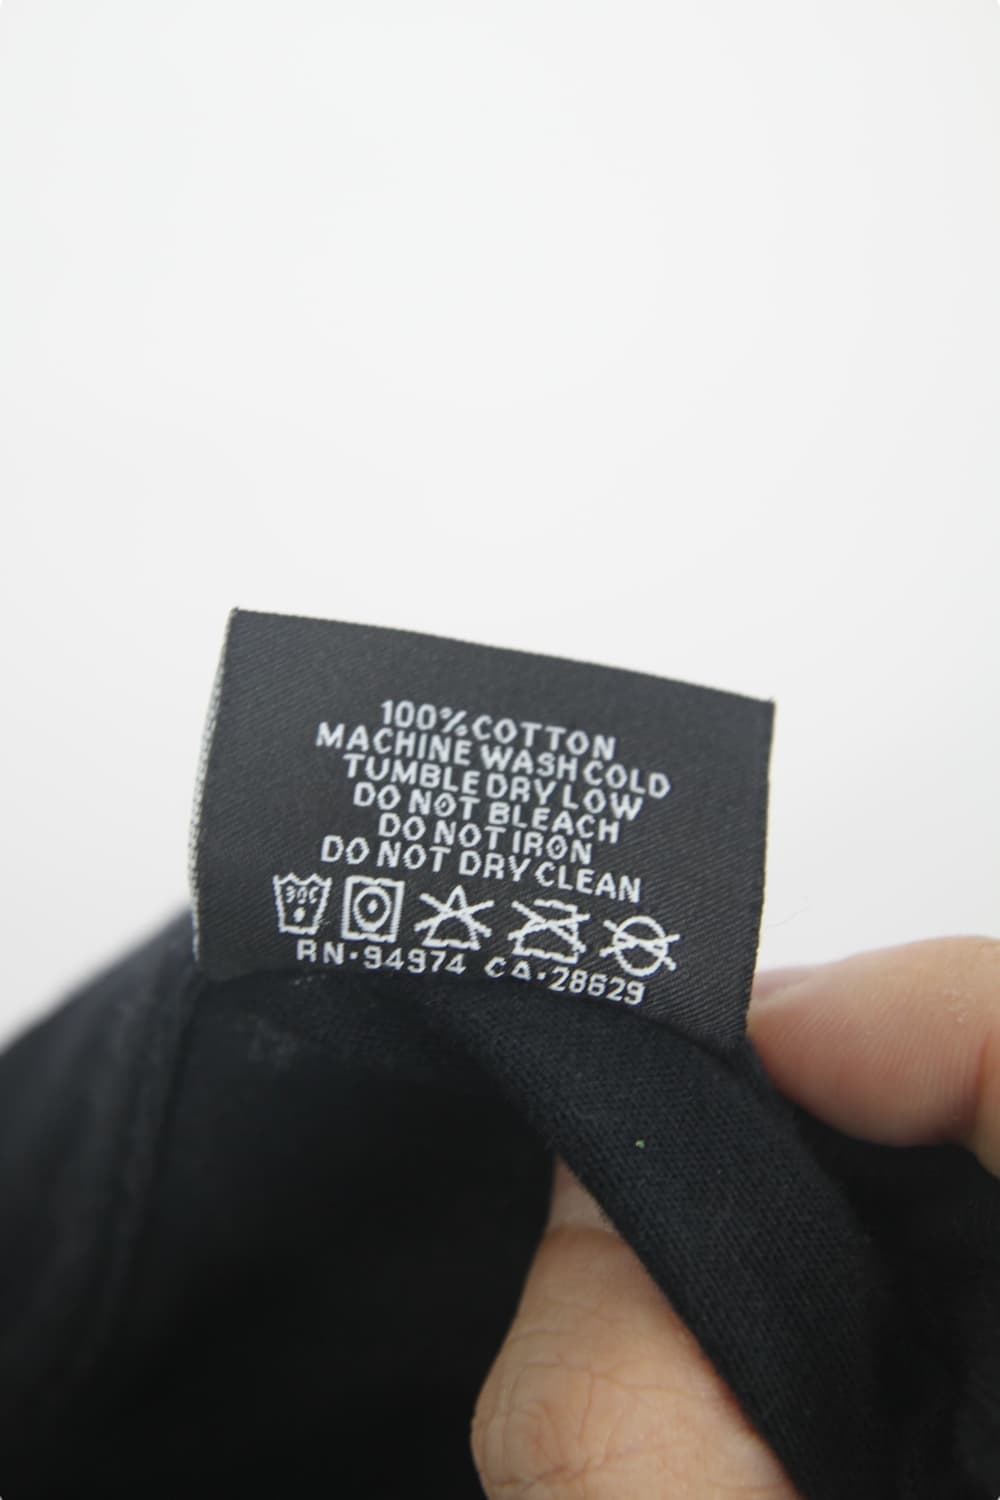 100% COTTON
MACHINE WASH COLD
TUMBLE DRY LOW
DO NOT BLEACH
DO NOT IRON
DO NOT DRY CLEAN
30C
RN·94974 CA·28629